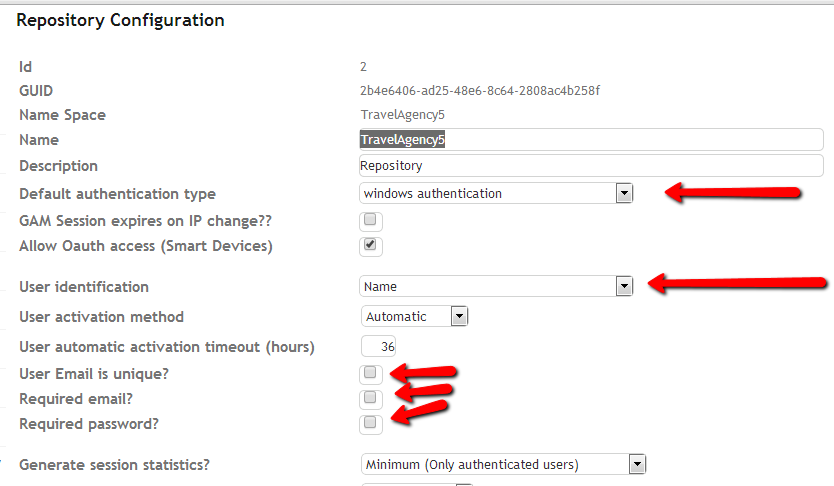 Repository Configuration
Id 2
GUID 2b4e6406-ad25-48e6-8c64-2808ac4b258f
Name Space TravelAgency5
Name TravelAgency5
Description Repository
Default authentication type windows authentication
GAM Session expires on IP change??
Allow Oauth access (Smart Devices)
User identification Name
User activation method Automatic
User automatic activation timeout (hours) 36
User Email is unique?
Required email?
Required password?
Generate session statistics? Minimum (Only authenticated users)